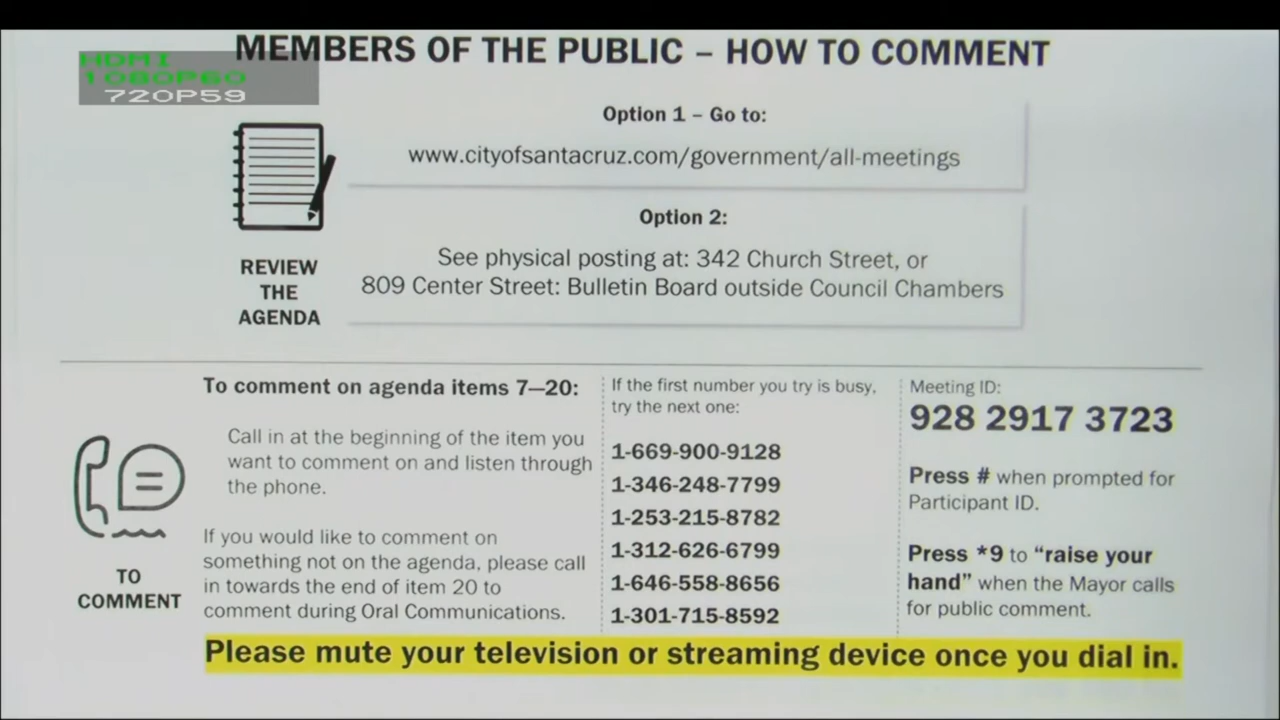 MEMBERS OF THE PUBLIC – HOW TO COMMENT
HDMI
1080P60
720P59
Option 1 – Go to:
www.cityofsantacruz.com/government/all-meetings
Option 2:
See physical posting at: 342 Church Street, or
809 Center Street: Bulletin Board outside Council Chambers
REVIEW
THE
AGENDA
To comment on agenda items 7—20:
Call in at the beginning of the item you
want to comment on and listen through
the phone.
If you would like to comment on
something not on the agenda, please call
in towards the end of item 20 to
comment during Oral Communications.
TO
COMMENT
If the first number you try is busy,
try the next one:
1-669-900-9128
1-346-248-7799
1-253-215-8782
1-312-626-6799
1-646-558-8656
1-301-715-8592
Meeting ID:
928 2917 3723
Press # when prompted for
Participant ID.
Press *9 to “raise your
hand” when the Mayor calls
for public comment.
Please mute your television or streaming device once you dial in.